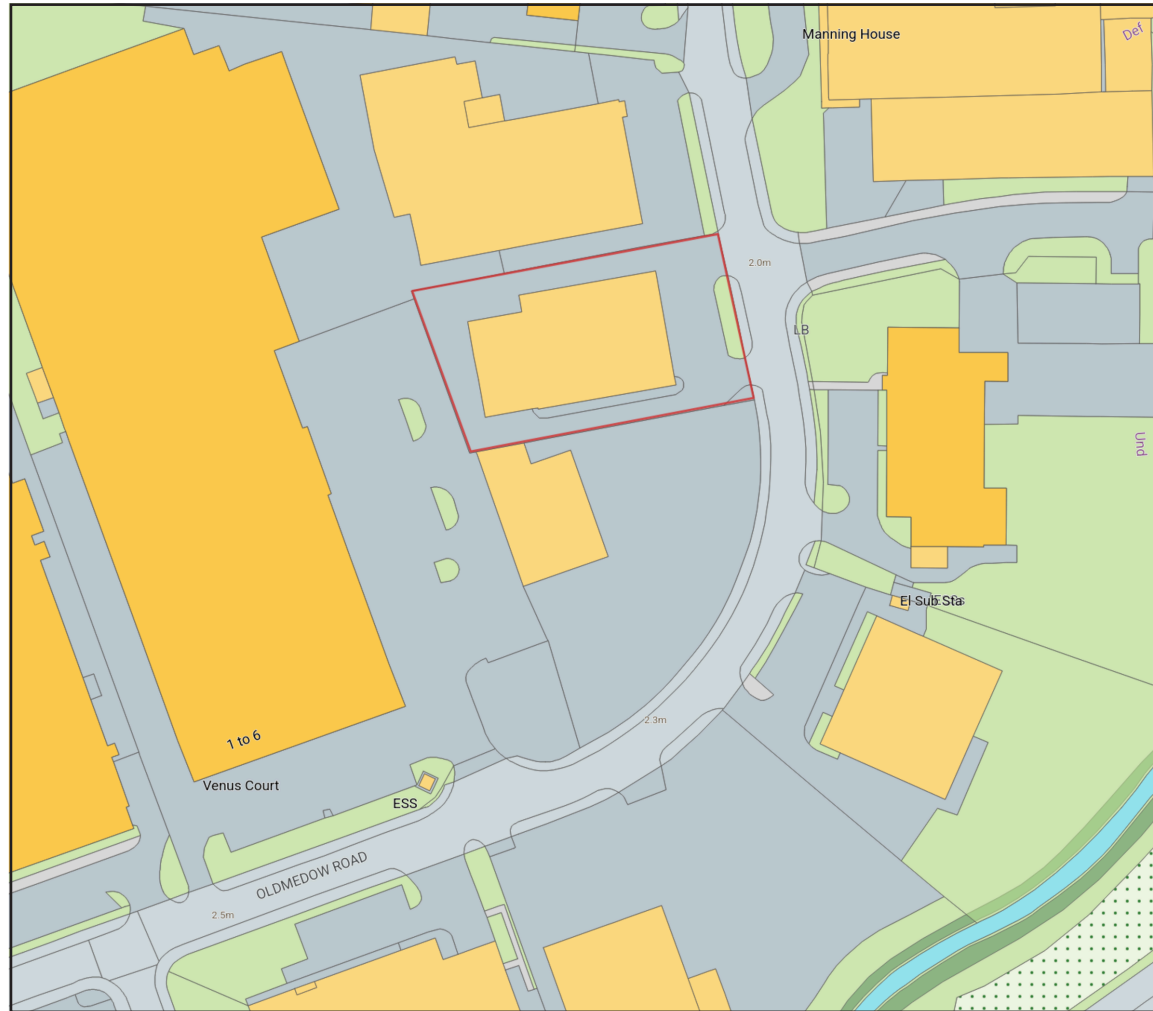 Manning House
Def
2.0m
LB
Und
El Sub Sta
2.3m
1 to 6
Venus Court
ESS
OLDMEDOW ROAD
2.5m